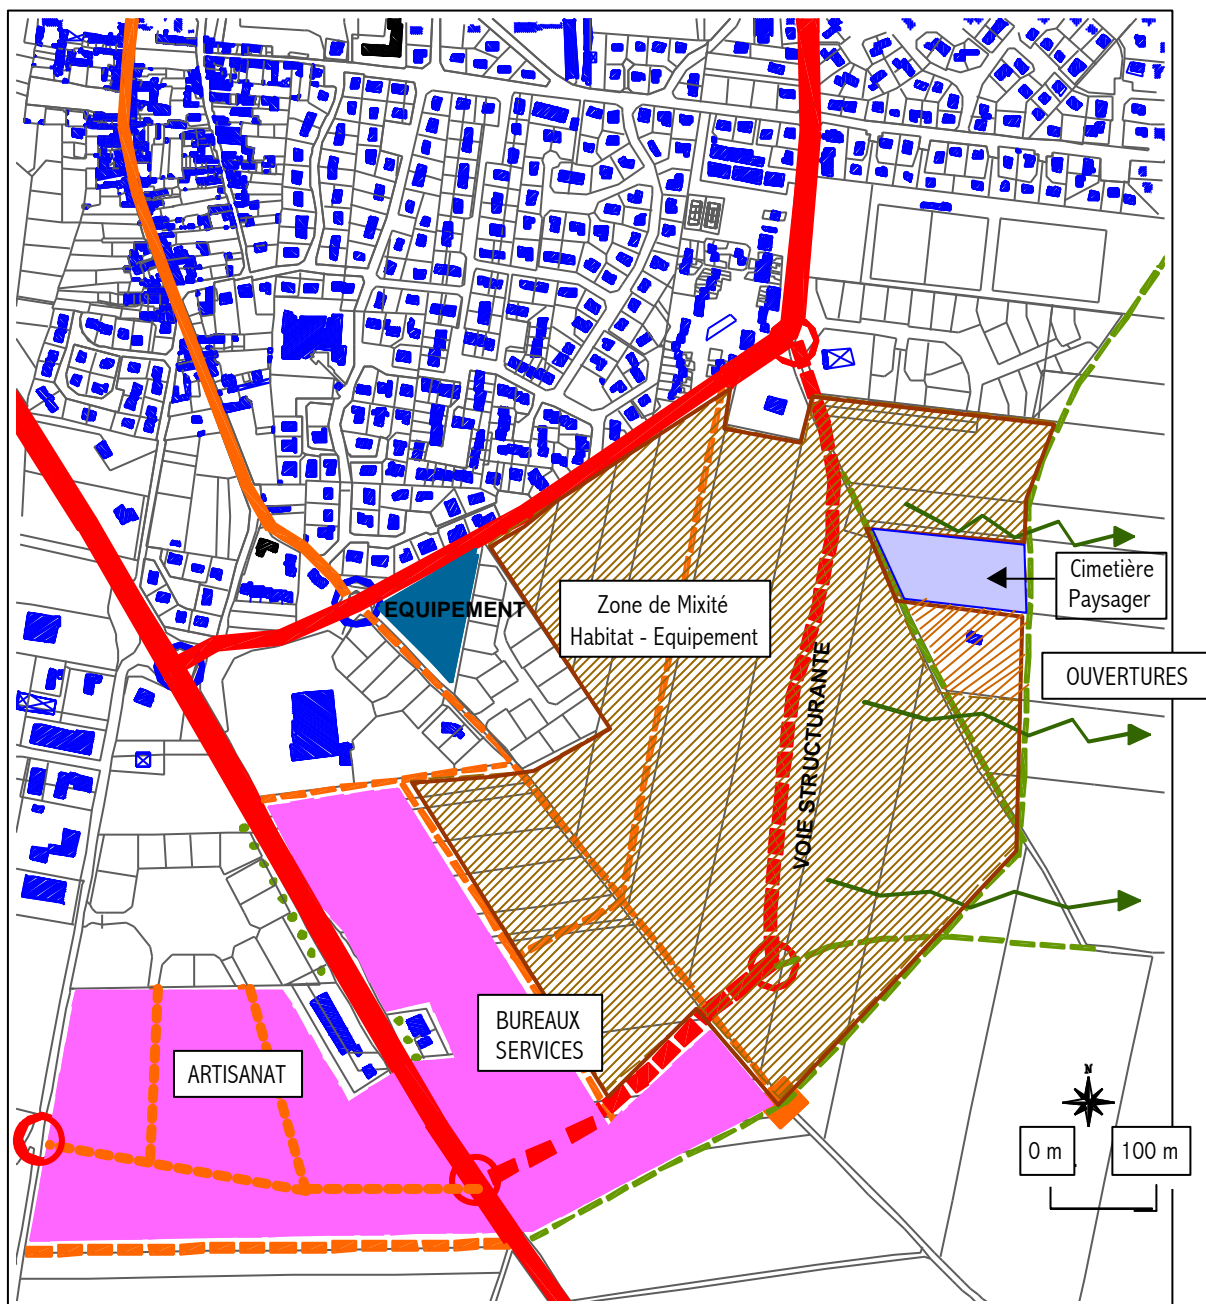 EQUIPEMENT
Zone de Mixité
Habitat - Equipement
Cimetière
Paysager
OUVERTURES
VOIE STRUCTURANTE
BUREAUX
SERVICES
ARTISANAT
N
0 m
100 m